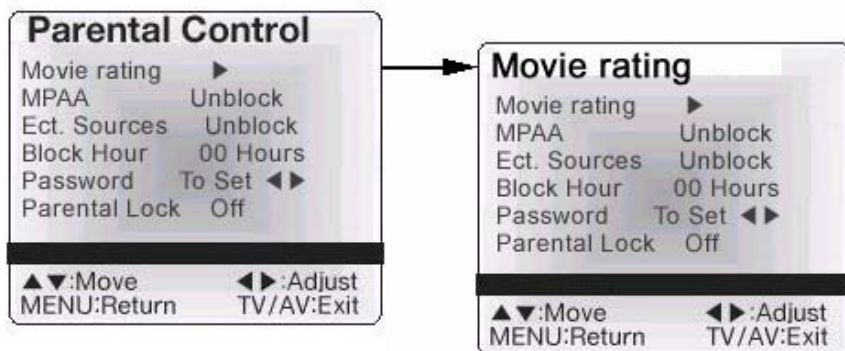 Parental Control
Movie rating ▶
MPAA Unblock
Ect. Sources Unblock
Block Hour 00 Hours
Password To Set ◀▶
Parental Lock Off
▲▼:Move ◀▶:Adjust
MENU:Return TV/AV:Exit
Movie rating
Movie rating ▶
MPAA Unblock
Ect. Sources Unblock
Block Hour 00 Hours
Password To Set ◀▶
Parental Lock Off
▲▼:Move ◀▶:Adjust
MENU:Return TV/AV:Exit